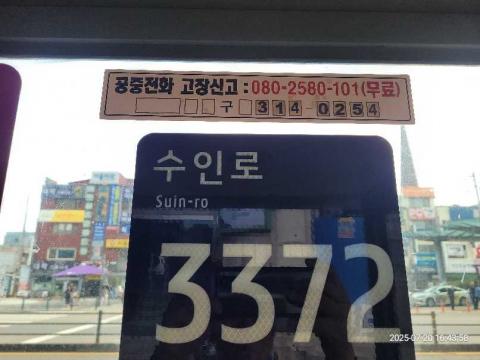 공중전화 고장신고 : 080-2580-101(무료)
구 314-0254
수인로
Suin-ro
3372
2025-07-20 16:43:58